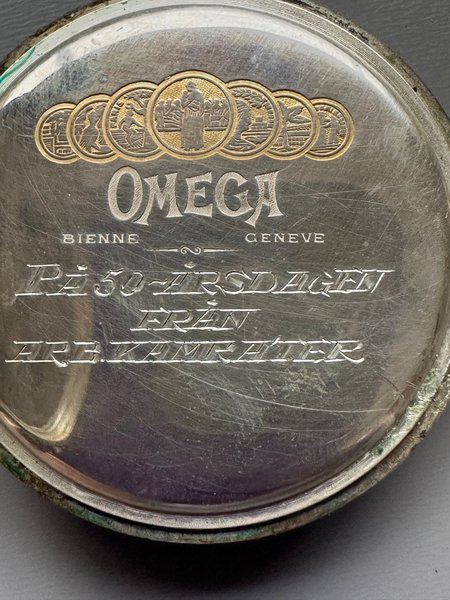 OMEGA
BIENNE GENEVE
PÅ 50-ÅRSDAGEN
FRÅN
ARB. KAMRATER